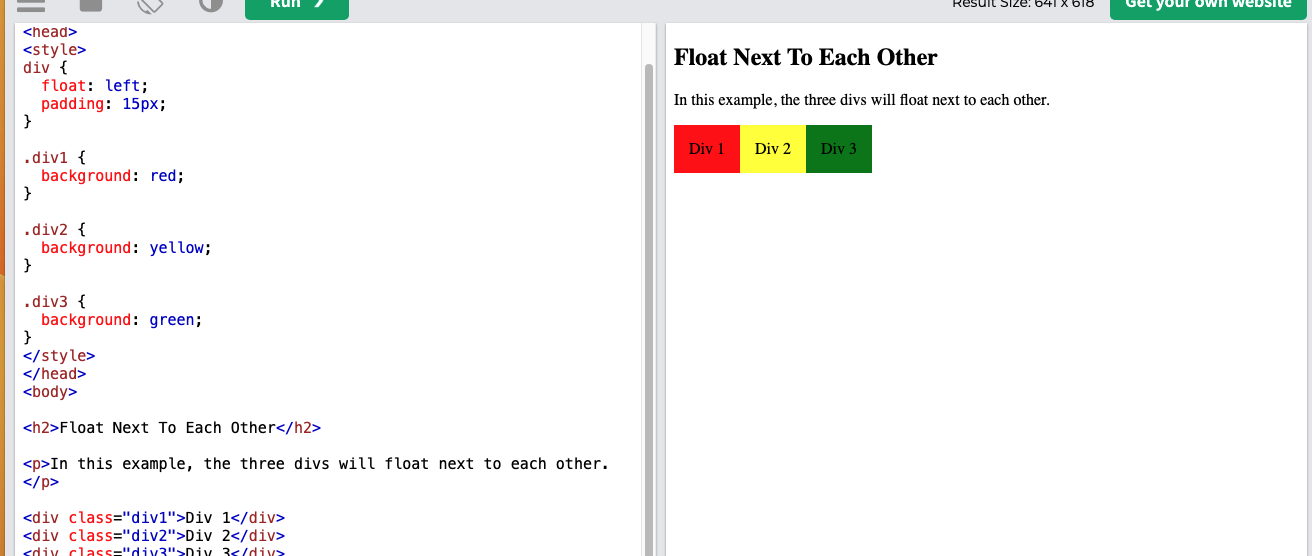 Run ❯
Result Size: 641 x 618
Get your own website
<head>
<style>
div {
  float: left;
  padding: 15px;
}

.div1 {
  background: red;
}

.div2 {
  background: yellow;
}

.div3 {
  background: green;
}
</style>
</head>
<body>

<h2>Float Next To Each Other</h2>

<p>In this example, the three divs will float next to each other.
</p>

<div class="div1">Div 1</div>
<div class="div2">Div 2</div>
<div class="div3">Div 3</div>
Float Next To Each Other
In this example, the three divs will float next to each other.
Div 1 Div 2 Div 3